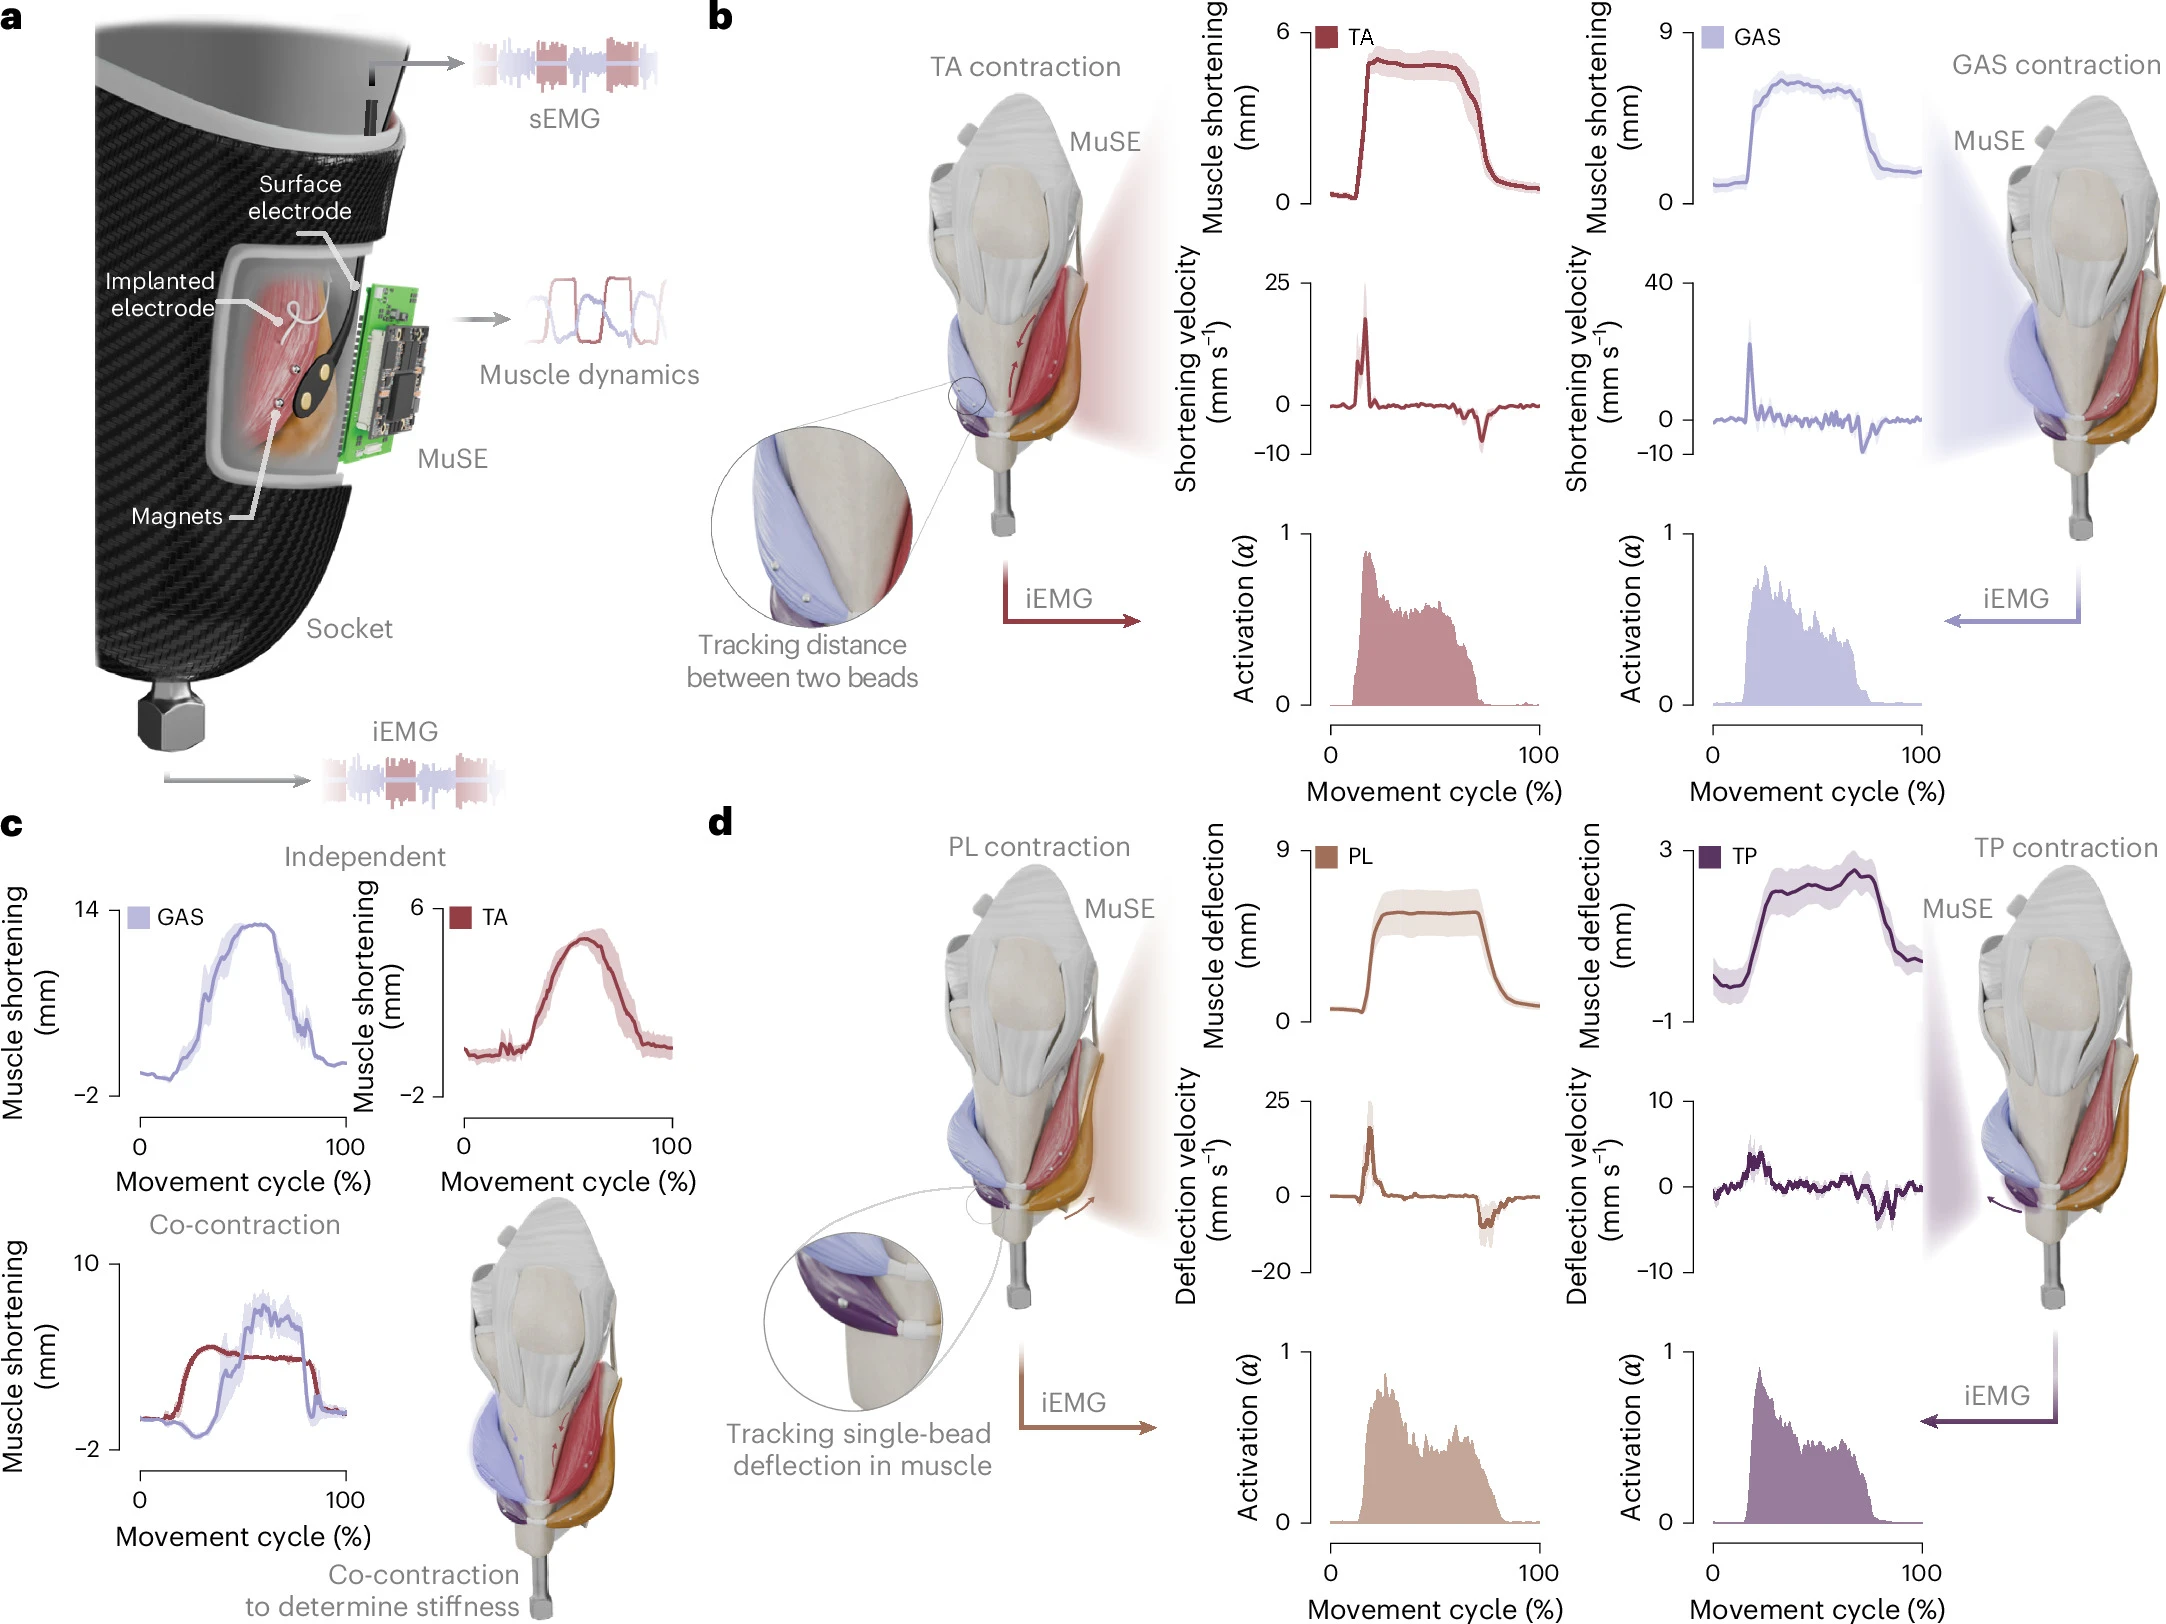 a
sEMG
Surface
electrode
Implanted
electrode
Muscle dynamics
MuSE
Magnets
Socket
iEMG
b
TA contraction
MuSE
Tracking distance
between two beads
iEMG
Muscle shortening
(mm)
6
0
TA
Shortening velocity
(mm s⁻¹)
25
0
−10
Activation (α)
1
0
0
100
Movement cycle (%)
Muscle shortening
(mm)
9
0
GAS
GAS contraction
MuSE
Shortening velocity
(mm s⁻¹)
40
0
−10
Activation (α)
1
0
iEMG
0
100
Movement cycle (%)
c
Independent
Muscle shortening
(mm)
14
−2
GAS
0
100
Movement cycle (%)
Muscle shortening
(mm)
6
−2
TA
0
100
Movement cycle (%)
Co-contraction
Muscle shortening
(mm)
10
−2
0
100
Movement cycle (%)
Co-contraction
to determine stiffness
d
PL contraction
MuSE
Tracking single-bead
deflection in muscle
iEMG
Muscle deflection
(mm)
9
0
PL
Deflection velocity
(mm s⁻¹)
25
0
−20
Activation (α)
1
0
0
100
Movement cycle (%)
Muscle deflection
(mm)
3
−1
TP
TP contraction
MuSE
Deflection velocity
(mm s⁻¹)
10
0
−10
Activation (α)
1
0
iEMG
0
100
Movement cycle (%)